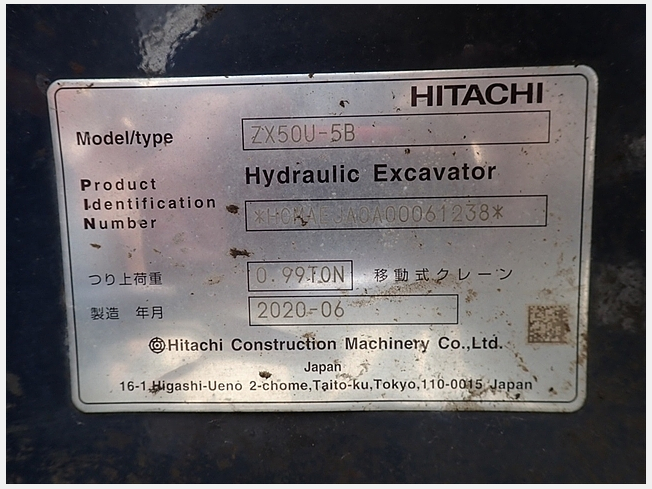 HITACHI
Model/type ZX50U-5B
Hydraulic Excavator
Product
Identification
Number
つり上荷重 0.99TON 移動式クレーン
製造 年月 2020-06
Hitachi Construction Machinery Co.,Ltd.
Japan
16-1,Higashi-Ueno 2-chome,Taito-ku,Tokyo,110-0015 Japan